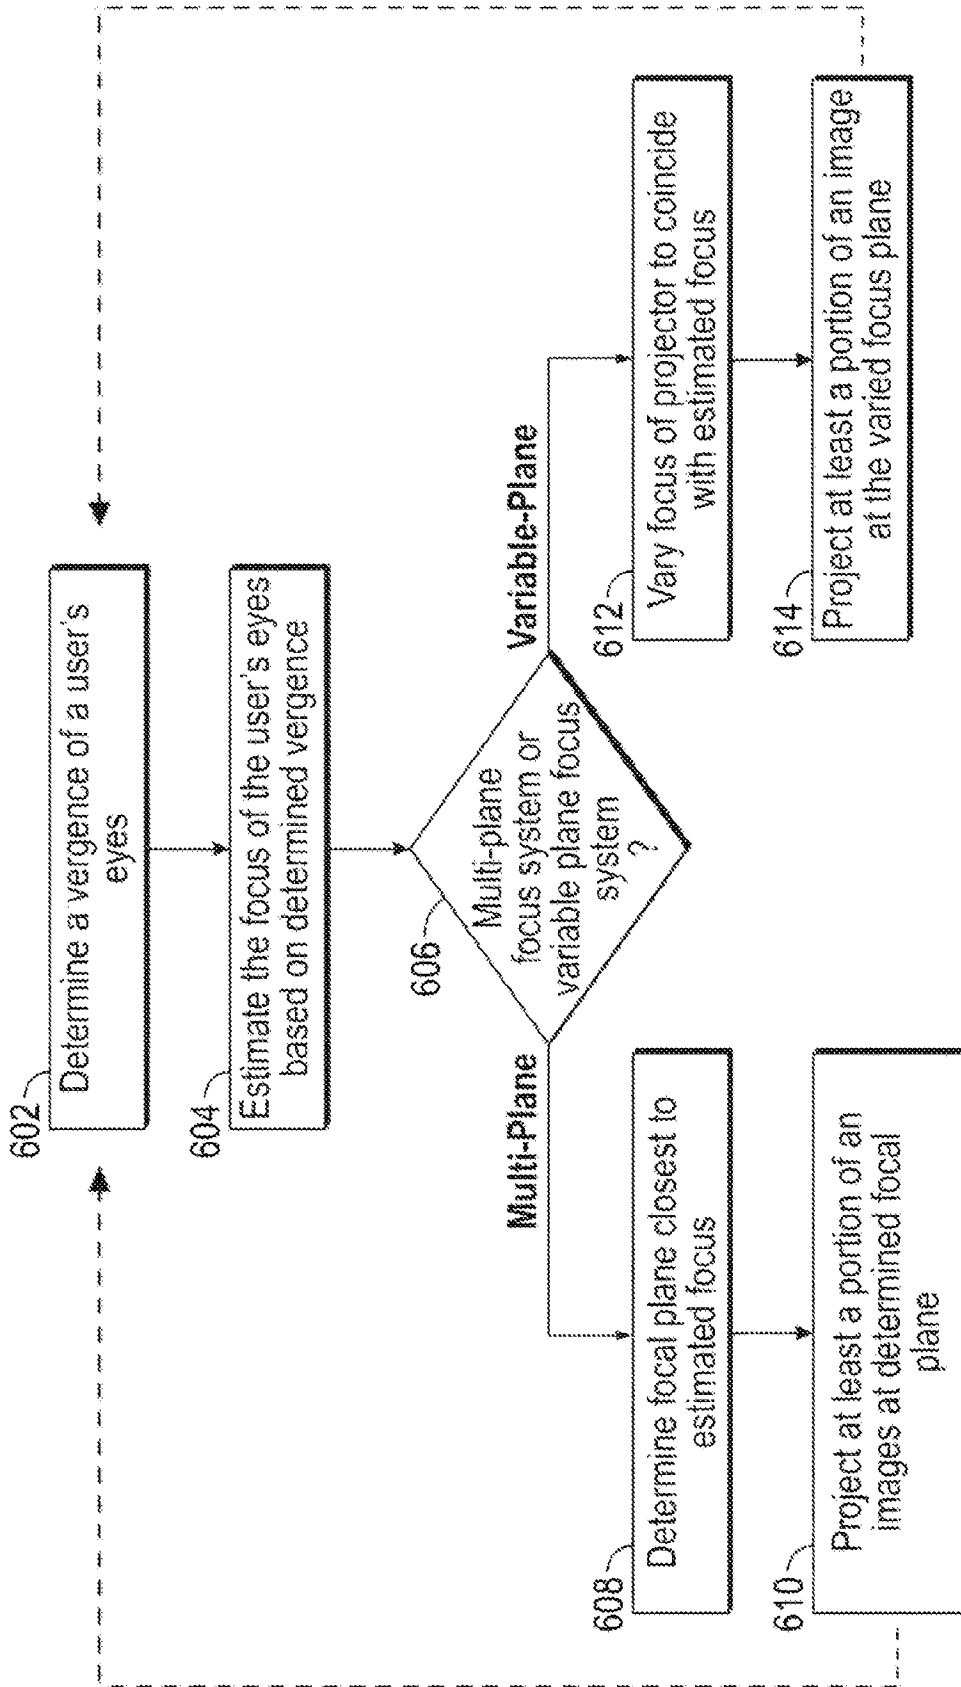 602
Determine a vergence of a user's
eyes
604
Estimate the focus of the user's eyes
based on determined vergence
606
Multi-plane
focus system or
variable plane focus
system
?
Multi-Plane
Variable-Plane
608
Determine focal plane closest to
estimated focus
610
Project at least a portion of an
images at determined focal
plane
612
Vary focus of projector to coincide
with estimated focus
614
Project at least a portion of an image
at the varied focus plane